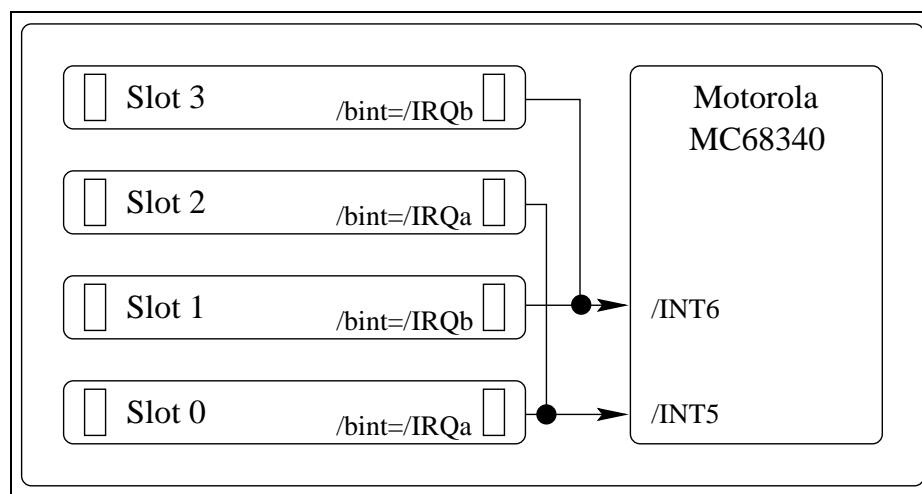 Slot 3
/bint=/IRQb
Slot 2
/bint=/IRQa
Slot 1
/bint=/IRQb
Slot 0
/bint=/IRQa
Motorola
MC68340
/INT6
/INT5